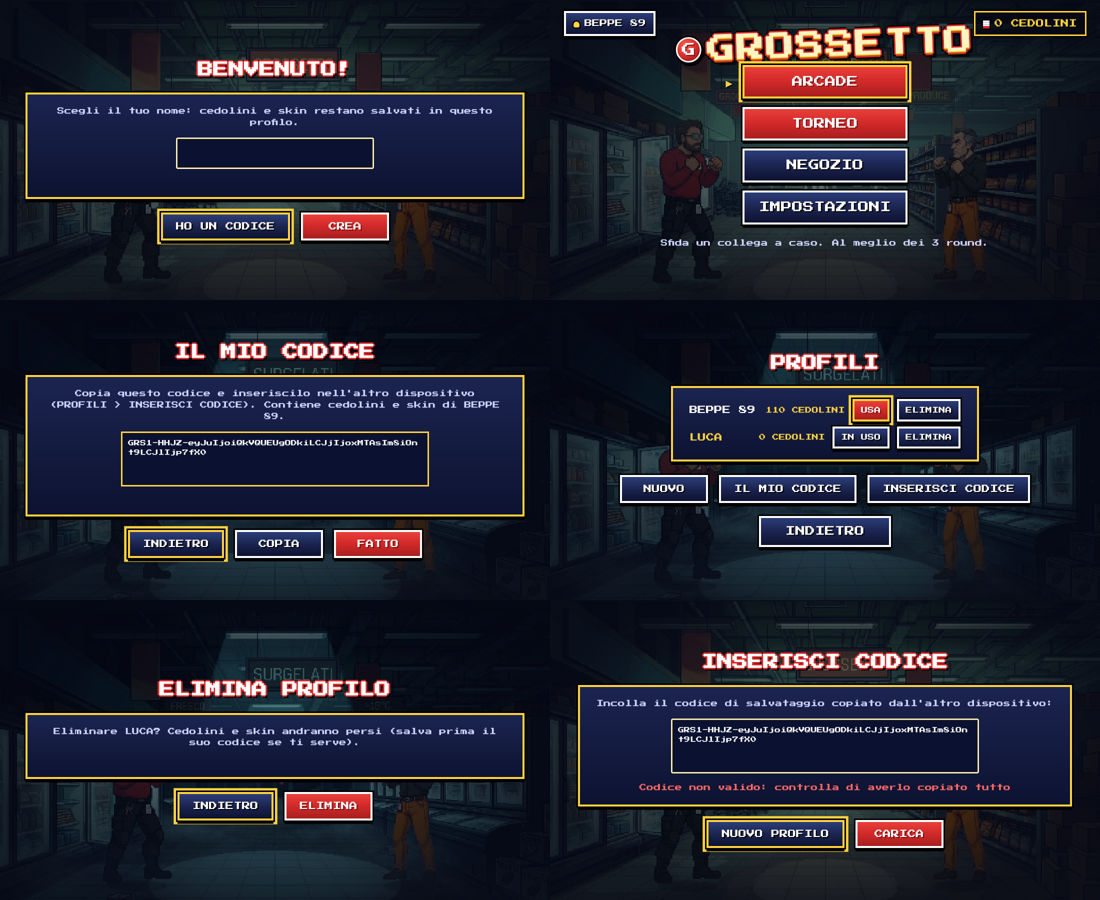 BENVENUTO!
Scegli il tuo nome: cedolini e skin restano salvati in questo
profilo.
HO UN CODICE
CREA
BEPPE 89
0 CEDOLINI
G GROSSETTO
ARCADE
TORNEO
NEGOZIO
IMPOSTAZIONI
Sfida un collega a caso. Al meglio dei 3 round.
IL MIO CODICE
Copia questo codice e inseriscilo nell'altro dispositivo
(PROFILI > INSERISCI CODICE). Contiene cedolini e skin di BEPPE
89.
GRS1-HHJZ-eyJuIjoiQkVQUEUgODkiLCJjIjoxMTAsIm5iOn
t9LCJlIjp7fX0
INDIETRO
COPIA
FATTO
SURGELATI
PROFILI
BEPPE 89 110 CEDOLINI USA ELIMINA
LUCA 0 CEDOLINI IN USO ELIMINA
NUOVO
IL MIO CODICE
INSERISCI CODICE
INDIETRO
SURGELATI
ELIMINA PROFILO
Eliminare LUCA? Cedolini e skin andranno persi (salva prima il
suo codice se ti serve).
INDIETRO
ELIMINA
INSERISCI CODICE
Incolla il codice di salvataggio copiato dall'altro dispositivo:
GRS1-HHJZ-eyJuIjoiQkVQUEUgODkiLCJjIjoxMTAsIm5iOn
t9LCJlIjp7fX0
Codice non valido: controlla di averlo copiato tutto
NUOVO PROFILO
CARICA